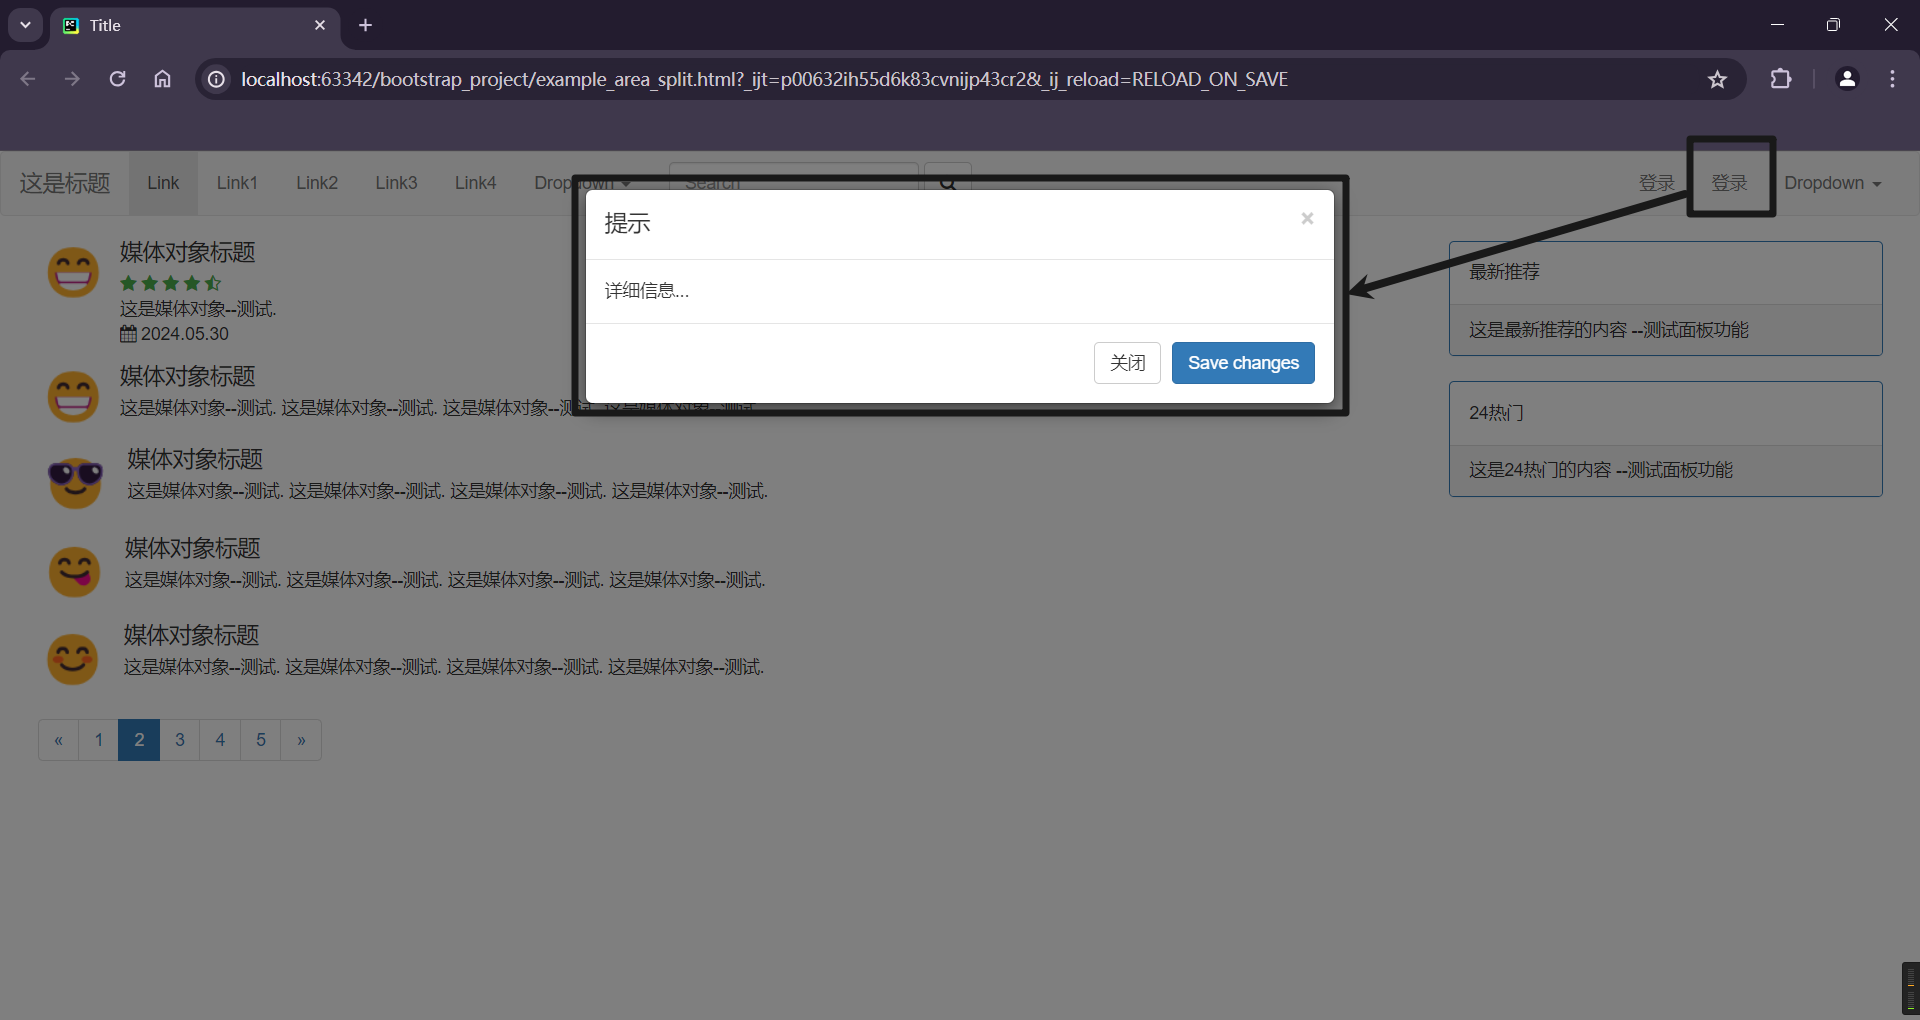 Title
localhost:63342/bootstrap_project/example_area_split.html?_ijt=p00632ih55d6k83cvnijp43cr2&_ij_reload=RELOAD_ON_SAVE
这是标题 Link Link1 Link2 Link3 Link4 Dropdown Search 登录 登录 Dropdown
提示 ×
详细信息...
关闭 Save changes
媒体对象标题
这是媒体对象--测试.
2024.05.30
媒体对象标题
这是媒体对象--测试. 这是媒体对象--测试. 这是媒体对象--测试. 这是媒体对象--测试.
媒体对象标题
这是媒体对象--测试. 这是媒体对象--测试. 这是媒体对象--测试. 这是媒体对象--测试.
媒体对象标题
这是媒体对象--测试. 这是媒体对象--测试. 这是媒体对象--测试. 这是媒体对象--测试.
媒体对象标题
这是媒体对象--测试. 这是媒体对象--测试. 这是媒体对象--测试. 这是媒体对象--测试.
« 1 2 3 4 5 »
最新推荐
这是最新推荐的内容 --测试面板功能
24热门
这是24热门的内容 --测试面板功能